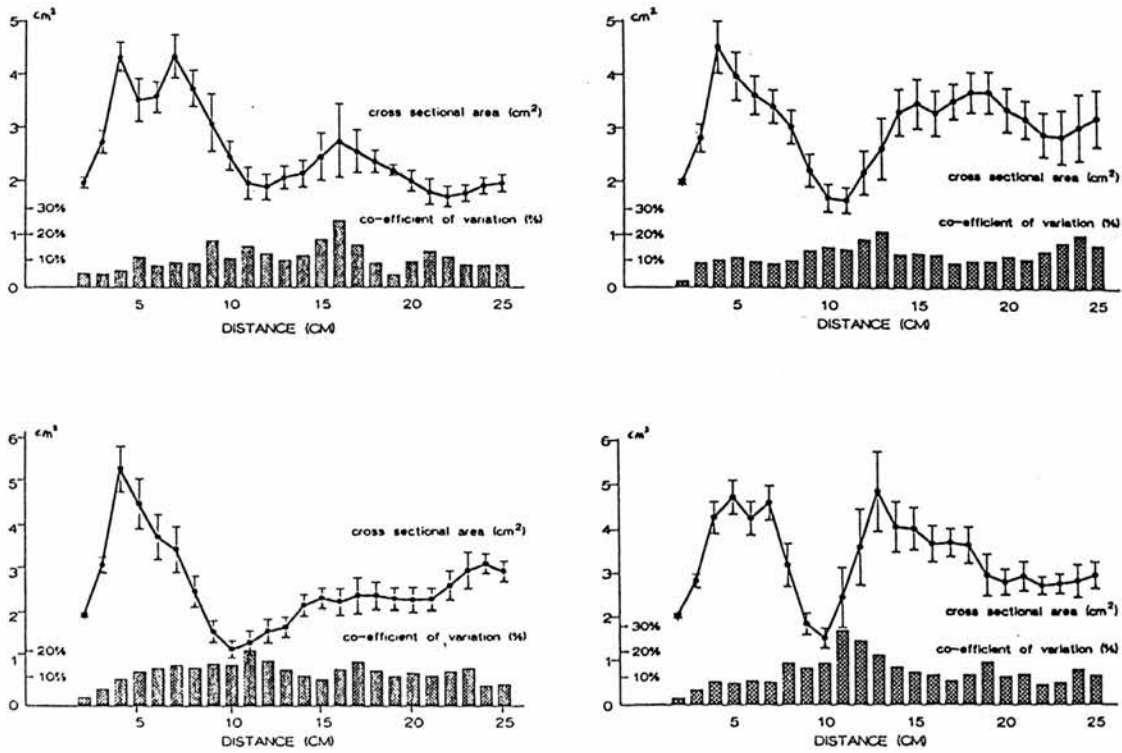 cm²
5
4
3
2
1
0
30%
20%
10%
cross sectional area (cm²)
co-efficient of variation (%)
5 10 15 20 25
DISTANCE (CM)
cm²
5
4
3
2
1
0
30%
20%
10%
cross sectional area (cm²)
co-efficient of variation (%)
5 10 15 20 25
DISTANCE (CM)
cm²
6
5
4
3
2
1
0
20%
10%
cross sectional area (cm²)
co-efficient of variation (%)
5 10 15 20 25
DISTANCE (CM)
cm²
6
5
4
3
2
1
0
30%
20%
10%
cross sectional area (cm²)
co-efficient of variation (%)
5 10 15 20 25
DISTANCE (CM)